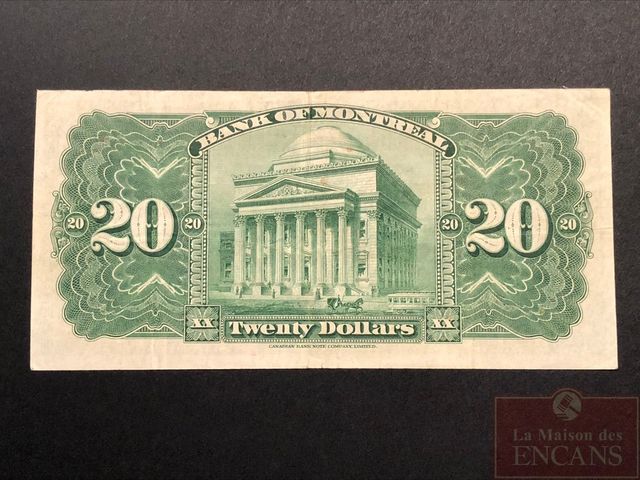 BANK OF MONTREAL
20 20 20
20 20 20
XX Twenty Dollars XX
CANADIAN BANK NOTE COMPANY, LIMITED.
La Maison des
ENCANS